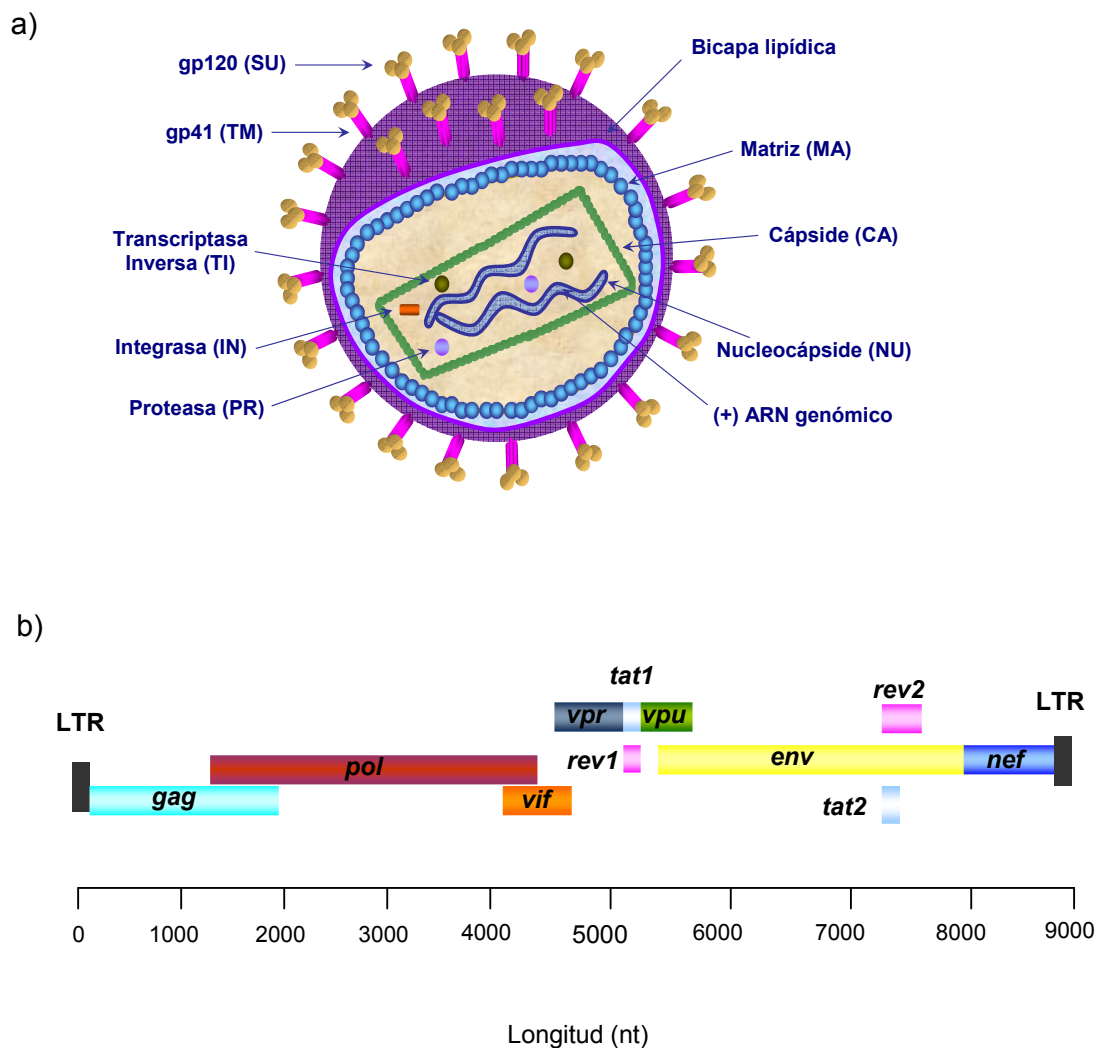 a)
gp120 (SU)
gp41 (TM)
Transcriptasa
Inversa (TI)
Integrasa (IN)
Proteasa (PR)
Bicapa lipídica
Matriz (MA)
Cápside (CA)
Nucleocápside (NU)
(+) ARN genómico
b)
LTR
gag
pol
vif
vpr
tat1
vpu
rev1
env
rev2
tat2
nef
LTR
0 1000 2000 3000 4000 5000 6000 7000 8000 9000
Longitud (nt)